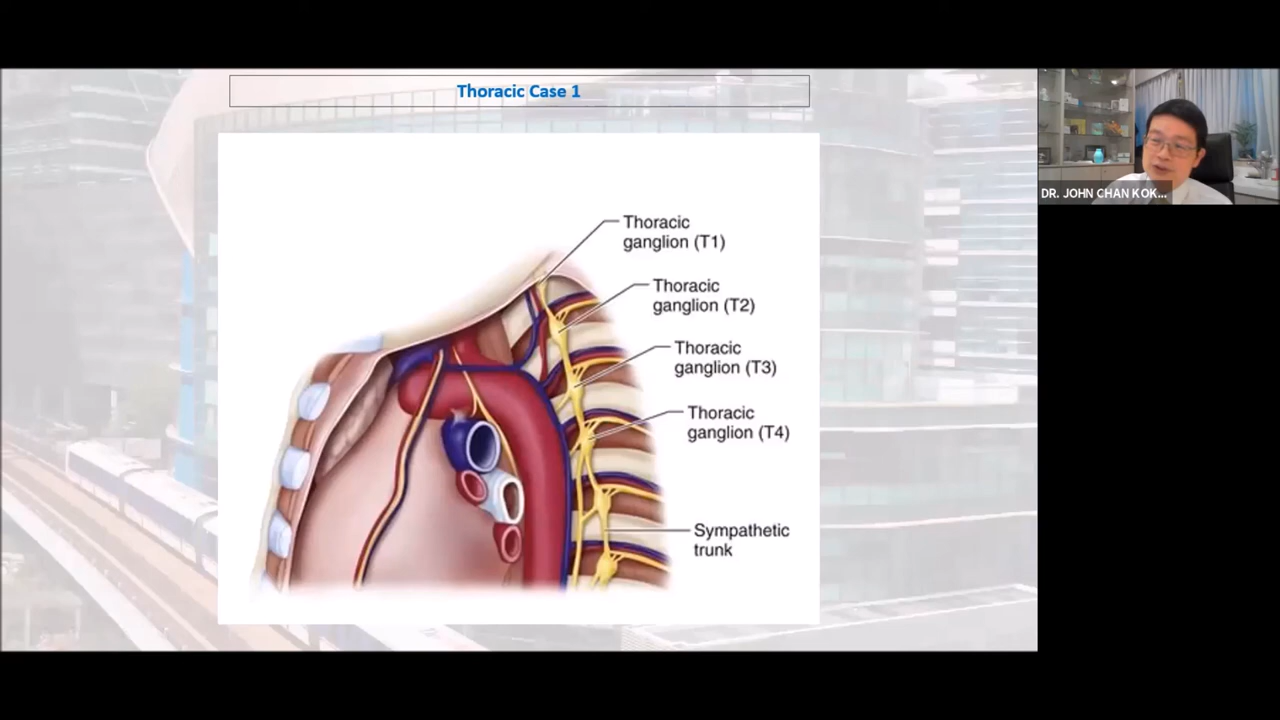 Thoracic Case 1
DR. JOHN CHAN KOK...
Thoracic
ganglion (T1)
Thoracic
ganglion (T2)
Thoracic
ganglion (T3)
Thoracic
ganglion (T4)
Sympathetic
trunk